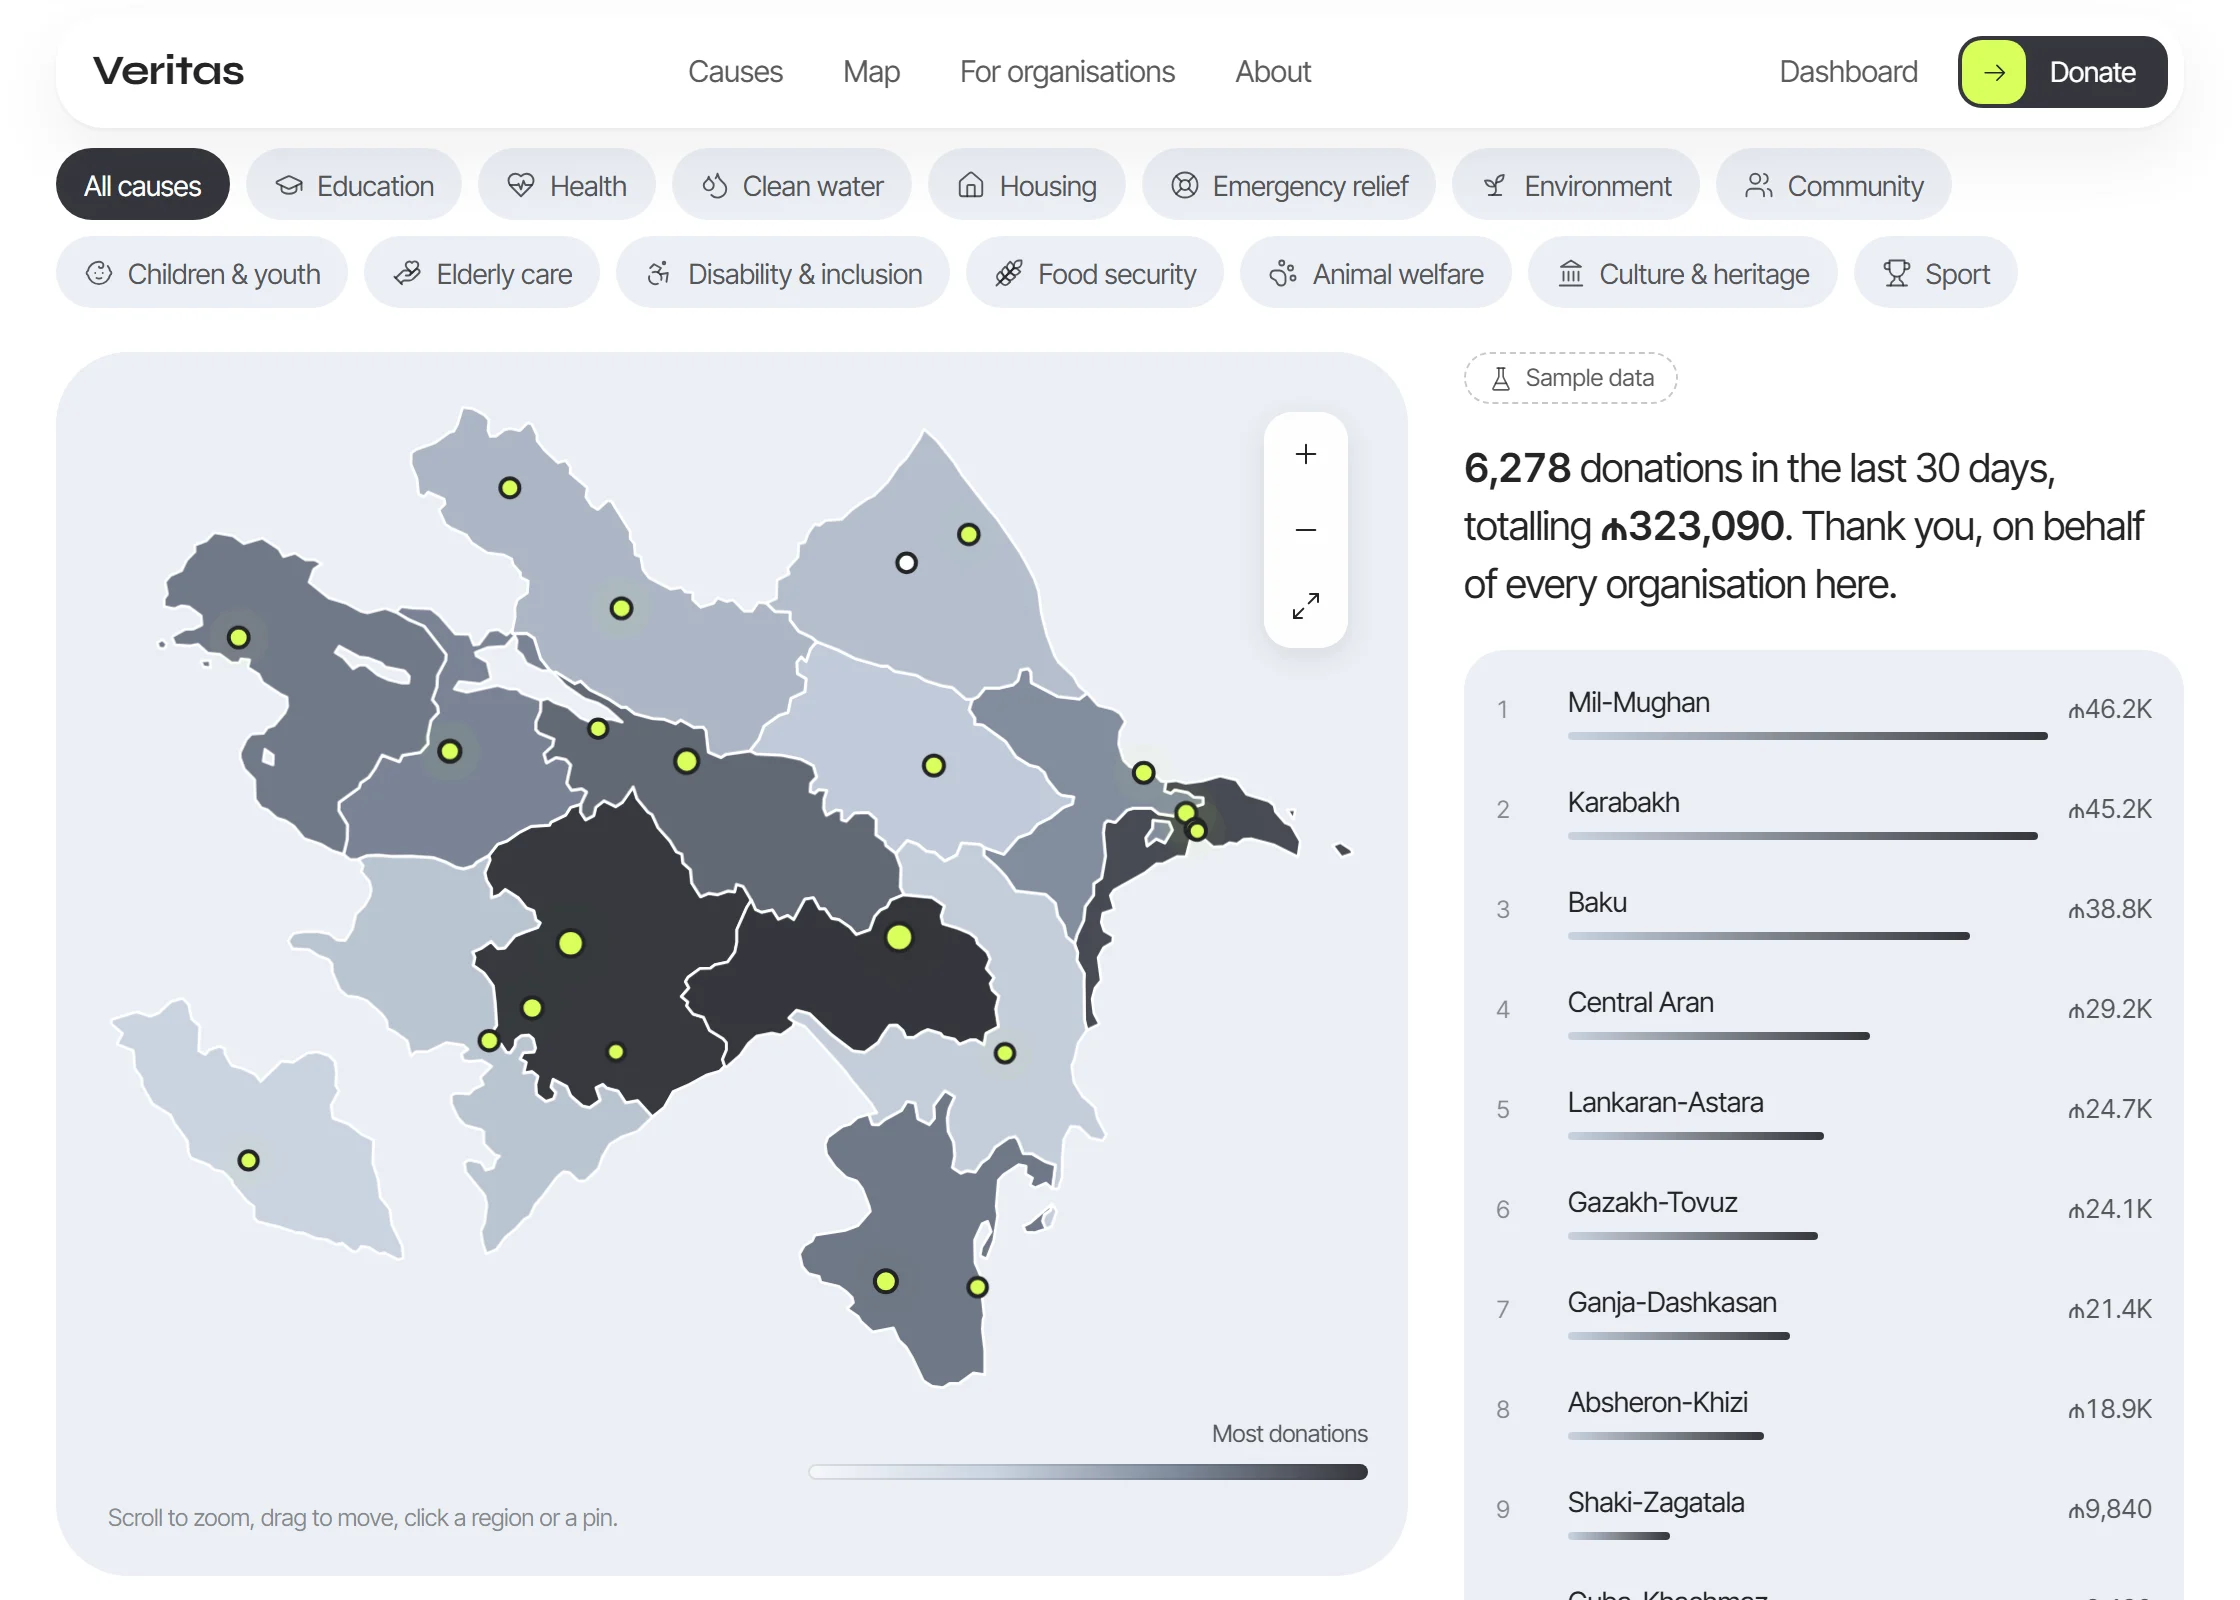 Veritas
Causes
Map
For organisations
About
Dashboard
Donate
All causes
Education
Health
Clean water
Housing
Emergency relief
Environment
Community
Children & youth
Elderly care
Disability & inclusion
Food security
Animal welfare
Culture & heritage
Sport
Most donations
Scroll to zoom, drag to move, click a region or a pin.
Sample data
6,278 donations in the last 30 days,
totalling ₼323,090. Thank you, on behalf
of every organisation here.
1 Mil-Mughan ₼46.2K
2 Karabakh ₼45.2K
3 Baku ₼38.8K
4 Central Aran ₼29.2K
5 Lankaran-Astara ₼24.7K
6 Gazakh-Tovuz ₼24.1K
7 Ganja-Dashkasan ₼21.4K
8 Absheron-Khizi ₼18.9K
9 Shaki-Zagatala ₼9,840